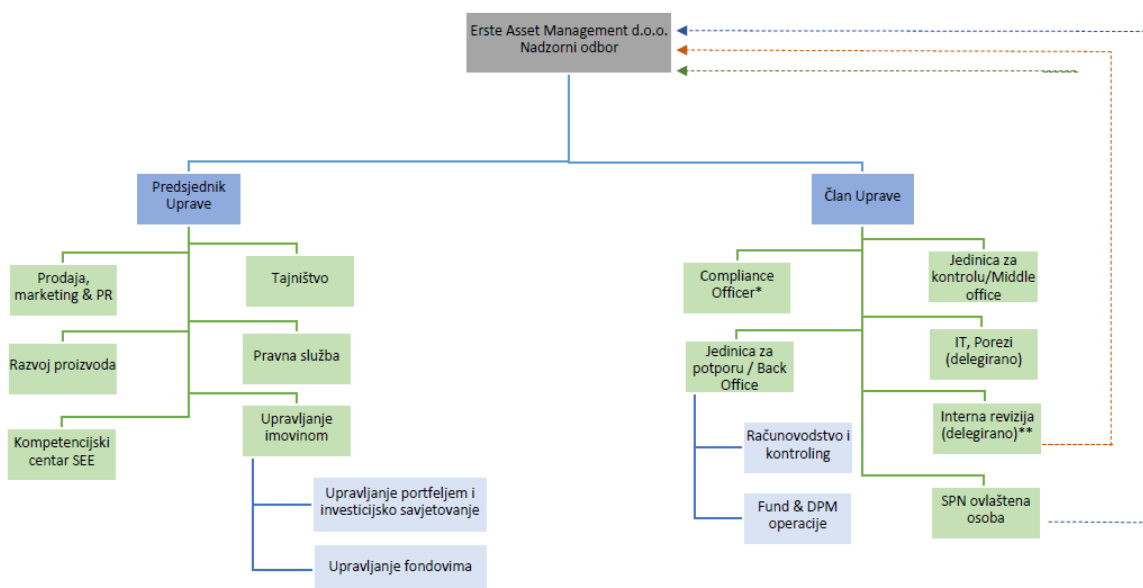 Erste Asset Management d.o.o.
Nadzorni odbor
Predsjednik
Uprave
Član Uprave
Prodaja,
marketing & PR
Tajništvo
Razvoj proizvoda
Pravna služba
Kompetencijski
centar SEE
Upravljanje
imovinom
Upravljanje portfeljem i
investicijsko savjetovanje
Upravljanje fondovima
Compliance
Officer*
Jedinica za
kontrolu/Middle
office
Jedinica za
potporu / Back
Office
IT, Porezi
(delegirano)
Interna revizija
(delegirano)**
Računovodstvo i
kontroling
Fund & DPM
operacije
SPN ovlaštena
osoba